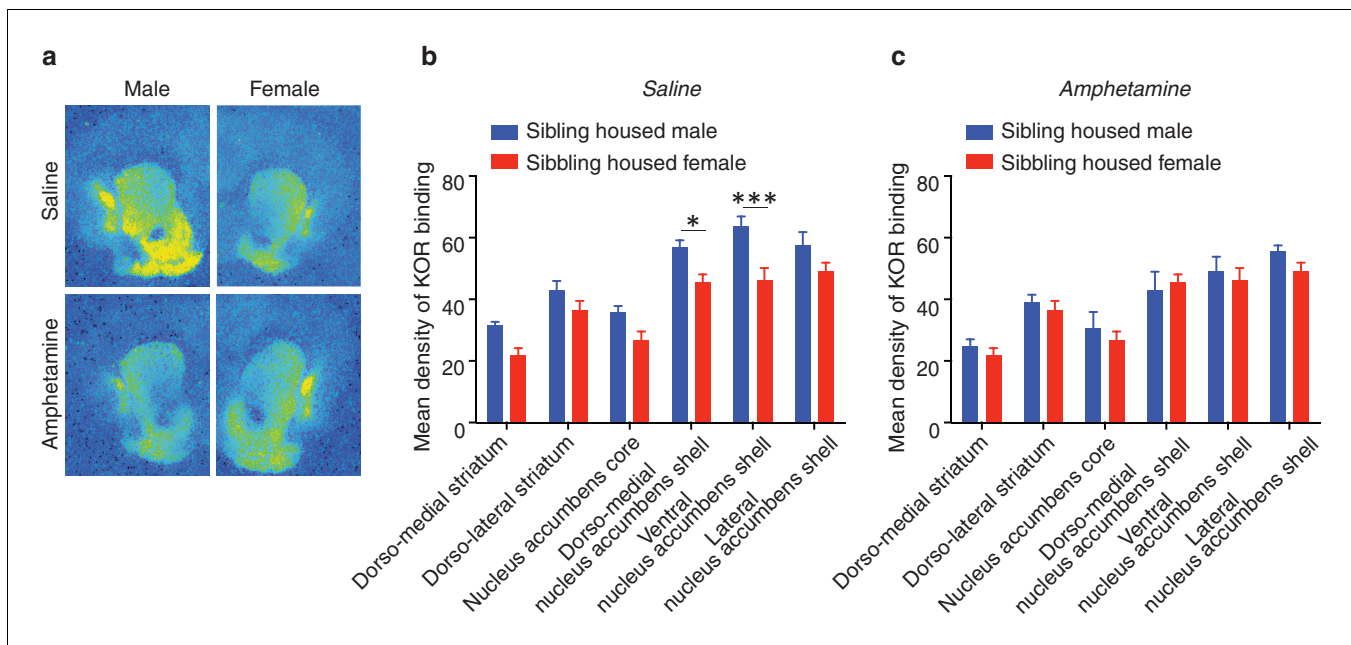 a
Male
Female
Saline
Amphetamine
b
Saline
Sibling housed male
Sibbling housed female
Mean density of KOR binding
80
60
40
20
0
*
***
Dorso-medial striatum
Dorso-lateral striatum
Nucleus accumbens core
Dorso-medial
nucleus accumbens shell
Ventral
nucleus accumbens shell
Lateral
nucleus accumbens shell
c
Amphetamine
Sibling housed male
Sibbling housed female
Mean density of KOR binding
80
60
40
20
0
Dorso-medial striatum
Dorso-lateral striatum
Nucleus accumbens core
Dorso-medial
nucleus accumbens shell
Ventral
nucleus accumbens shell
Lateral
nucleus accumbens shell